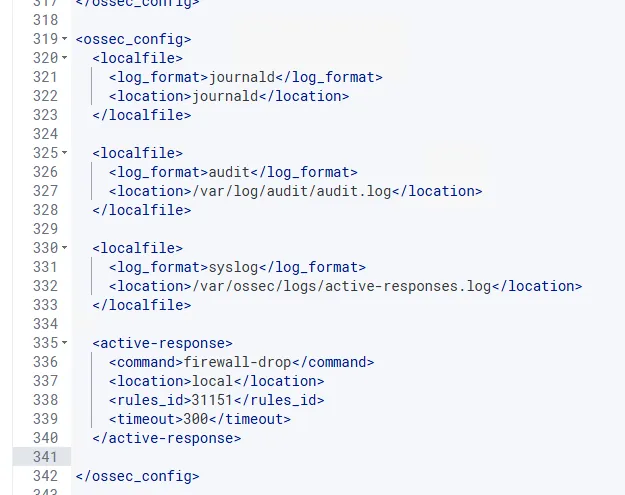 317 </ossec_config>
318
319 <ossec_config>
320 <localfile>
321 <log_format>journald</log_format>
322 <location>journald</location>
323 </localfile>
324
325 <localfile>
326 <log_format>audit</log_format>
327 <location>/var/log/audit/audit.log</location>
328 </localfile>
329
330 <localfile>
331 <log_format>syslog</log_format>
332 <location>/var/ossec/logs/active-responses.log</location>
333 </localfile>
334
335 <active-response>
336 <command>firewall-drop</command>
337 <location>local</location>
338 <rules_id>31151</rules_id>
339 <timeout>300</timeout>
340 </active-response>
341
342 </ossec_config>
343